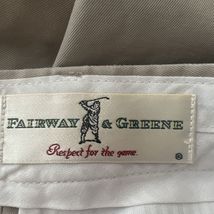 FAIRWAY & GREENE
Respect for the game.
®